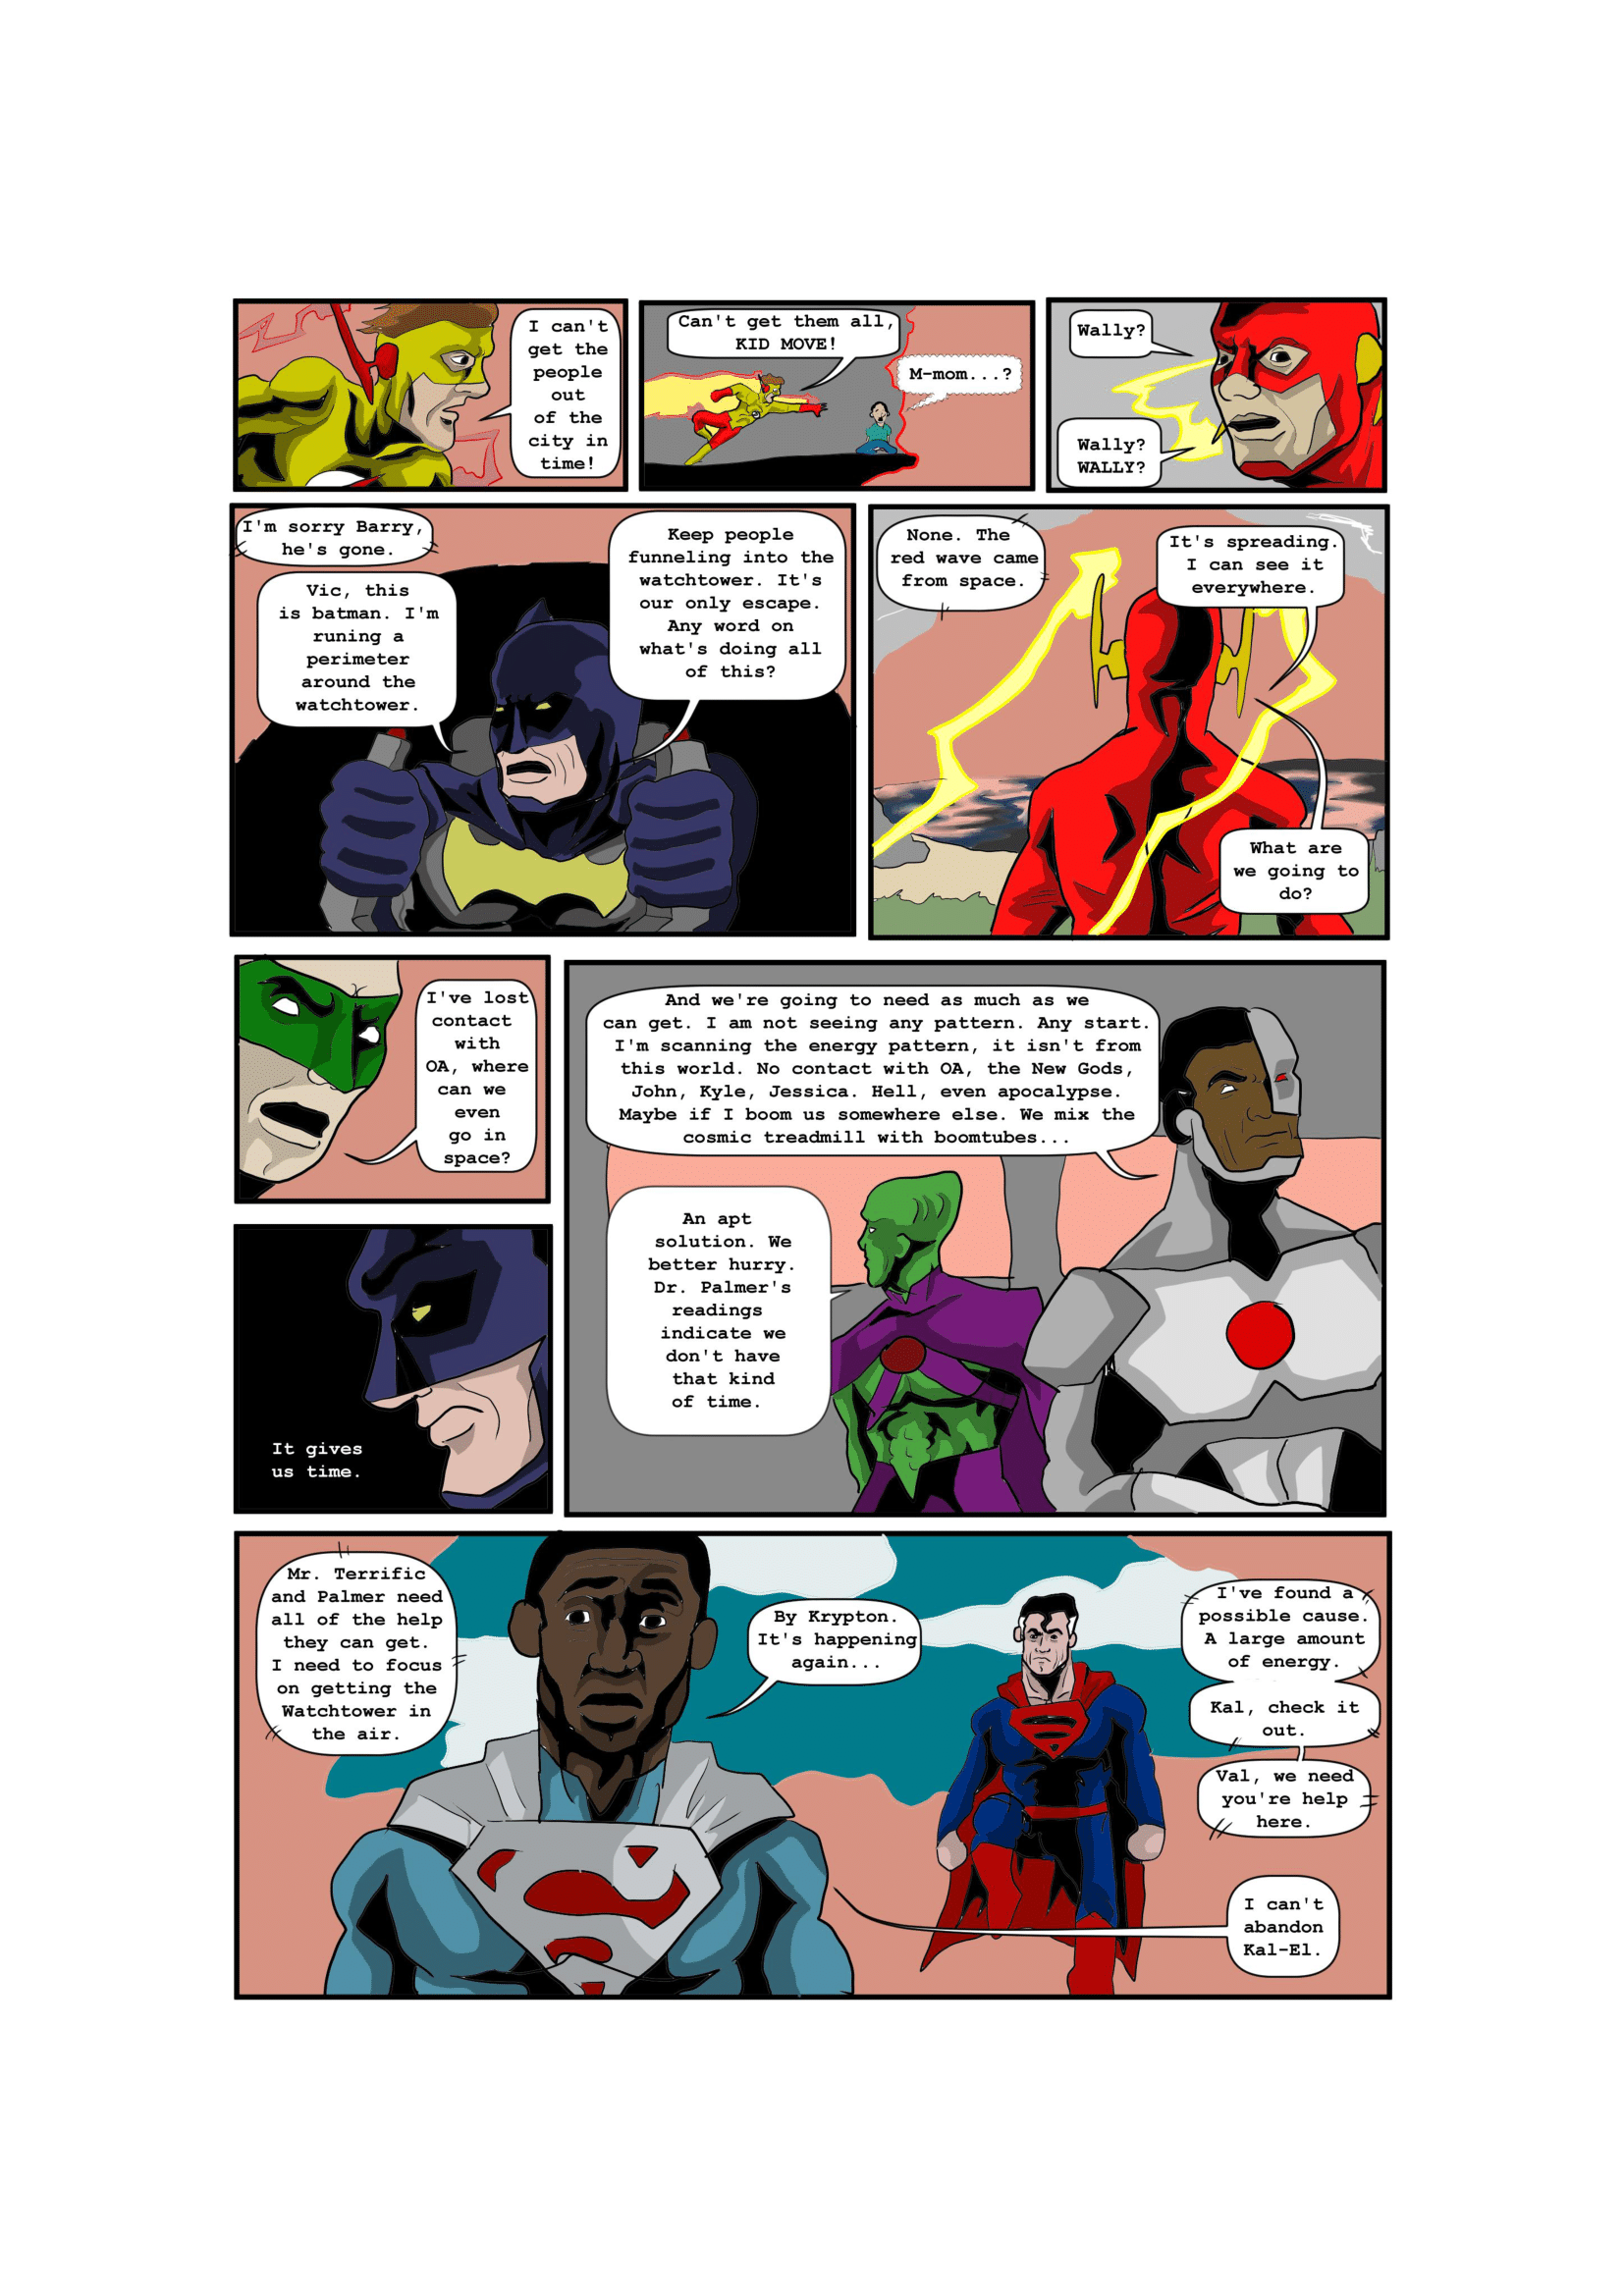 I can't
get the
people
out
of the
city in
time!
Can't get them all,
KID MOVE!
M-mom...?
Wally?
Wally?
WALLY?
I'm sorry Barry,
he's gone.
Vic, this
is batman. I'm
runing a
perimeter
around the
watchtower.
Keep people
funneling into the
watchtower. It's
our only escape.
Any word on
what's doing all
of this?
None. The
red wave came
from space.
It's spreading.
I can see it
everywhere.
What are
we going to
do?
I've lost
contact
with
OA, where
can we
even
go in
space?
It gives
us time.
And we're going to need as much as we
can get. I am not seeing any pattern. Any start.
I'm scanning the energy pattern, it isn't from
this world. No contact with OA, the New Gods,
John, Kyle, Jessica. Hell, even apocalypse.
Maybe if I boom us somewhere else. We mix the
cosmic treadmill with boomtubes...
An apt
solution. We
better hurry.
Dr. Palmer's
readings
indicate we
don't have
that kind
of time.
Mr. Terrific
and Palmer need
all of the help
they can get.
I need to focus
on getting the
Watchtower in
the air.
By Krypton.
It's happening
again...
I've found a
possible cause.
A large amount
of energy.
Kal, check it
out.
Val, we need
you're help
here.
I can't
abandon
Kal-El.